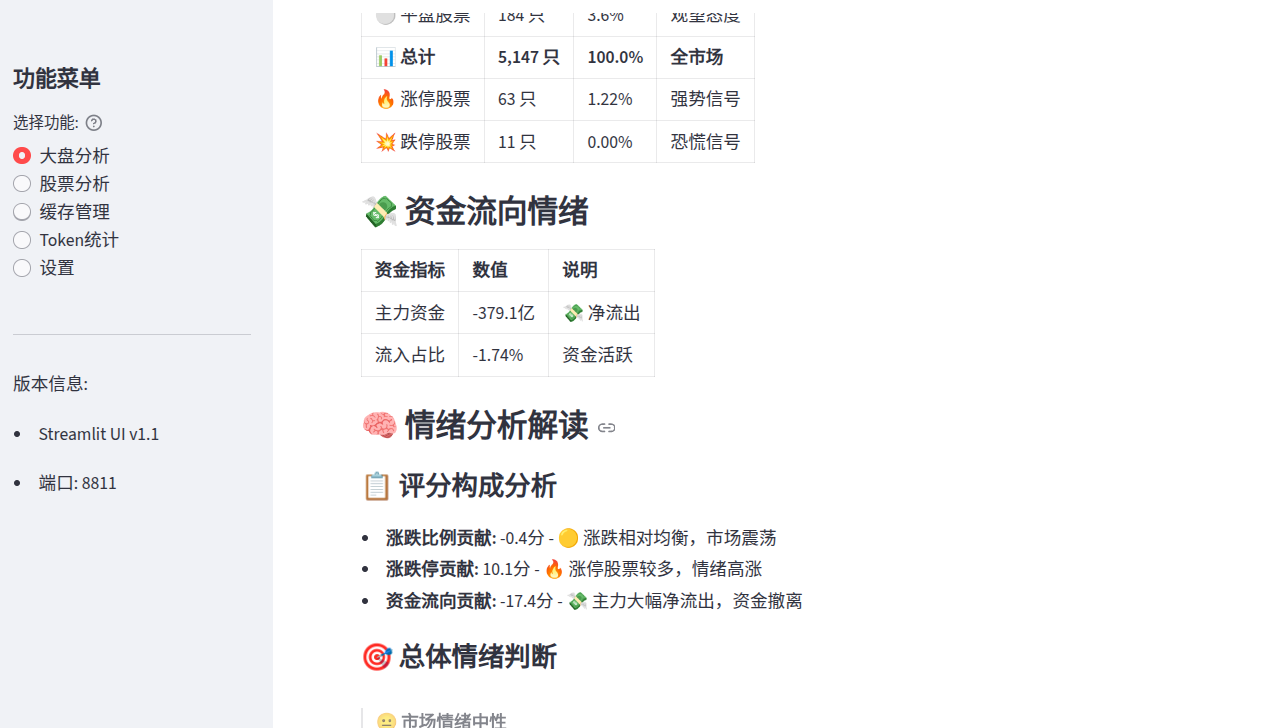 功能菜单
选择功能:
大盘分析
股票分析
缓存管理
Token统计
设置
版本信息:
Streamlit UI v1.1
端口: 8811
平盘股票 184 只 3.6% 观望态度
总计 5,147 只 100.0% 全市场
涨停股票 63 只 1.22% 强势信号
跌停股票 11 只 0.00% 恐慌信号
资金流向情绪
资金指标 数值 说明
主力资金 -379.1亿 净流出
流入占比 -1.74% 资金活跃
情绪分析解读
评分构成分析
涨跌比例贡献: -0.4分 - 涨跌相对均衡，市场震荡
涨跌停贡献: 10.1分 - 涨停股票较多，情绪高涨
资金流向贡献: -17.4分 - 主力大幅净流出，资金撤离
总体情绪判断
市场情绪中性